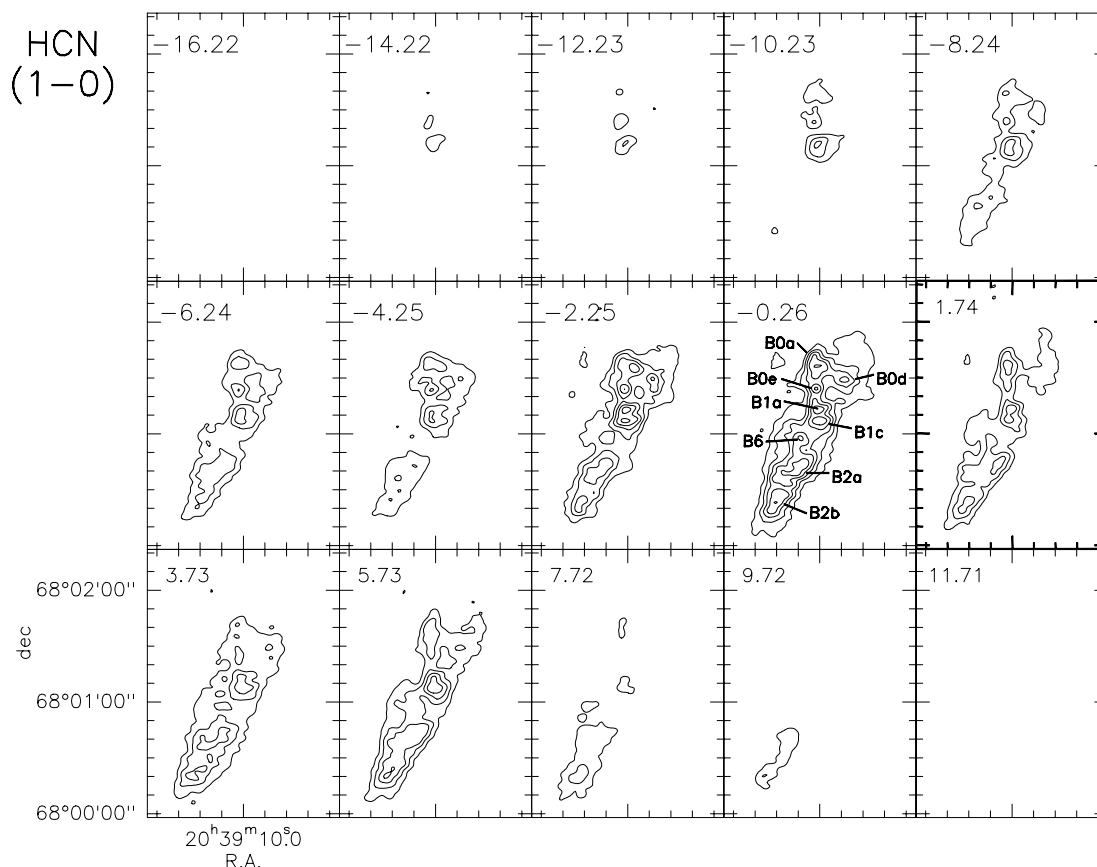 HCN
(1−0)
−16.22
−14.22
−12.23
−10.23
−8.24
−6.24
−4.25
−2.25
−0.26
1.74
B0a
B0e
B0d
B1a
B1c
B6
B2a
B2b
3.73
5.73
7.72
9.72
11.71
68°02'00"
68°01'00"
68°00'00"
dec
20h39m10s.0
R.A.